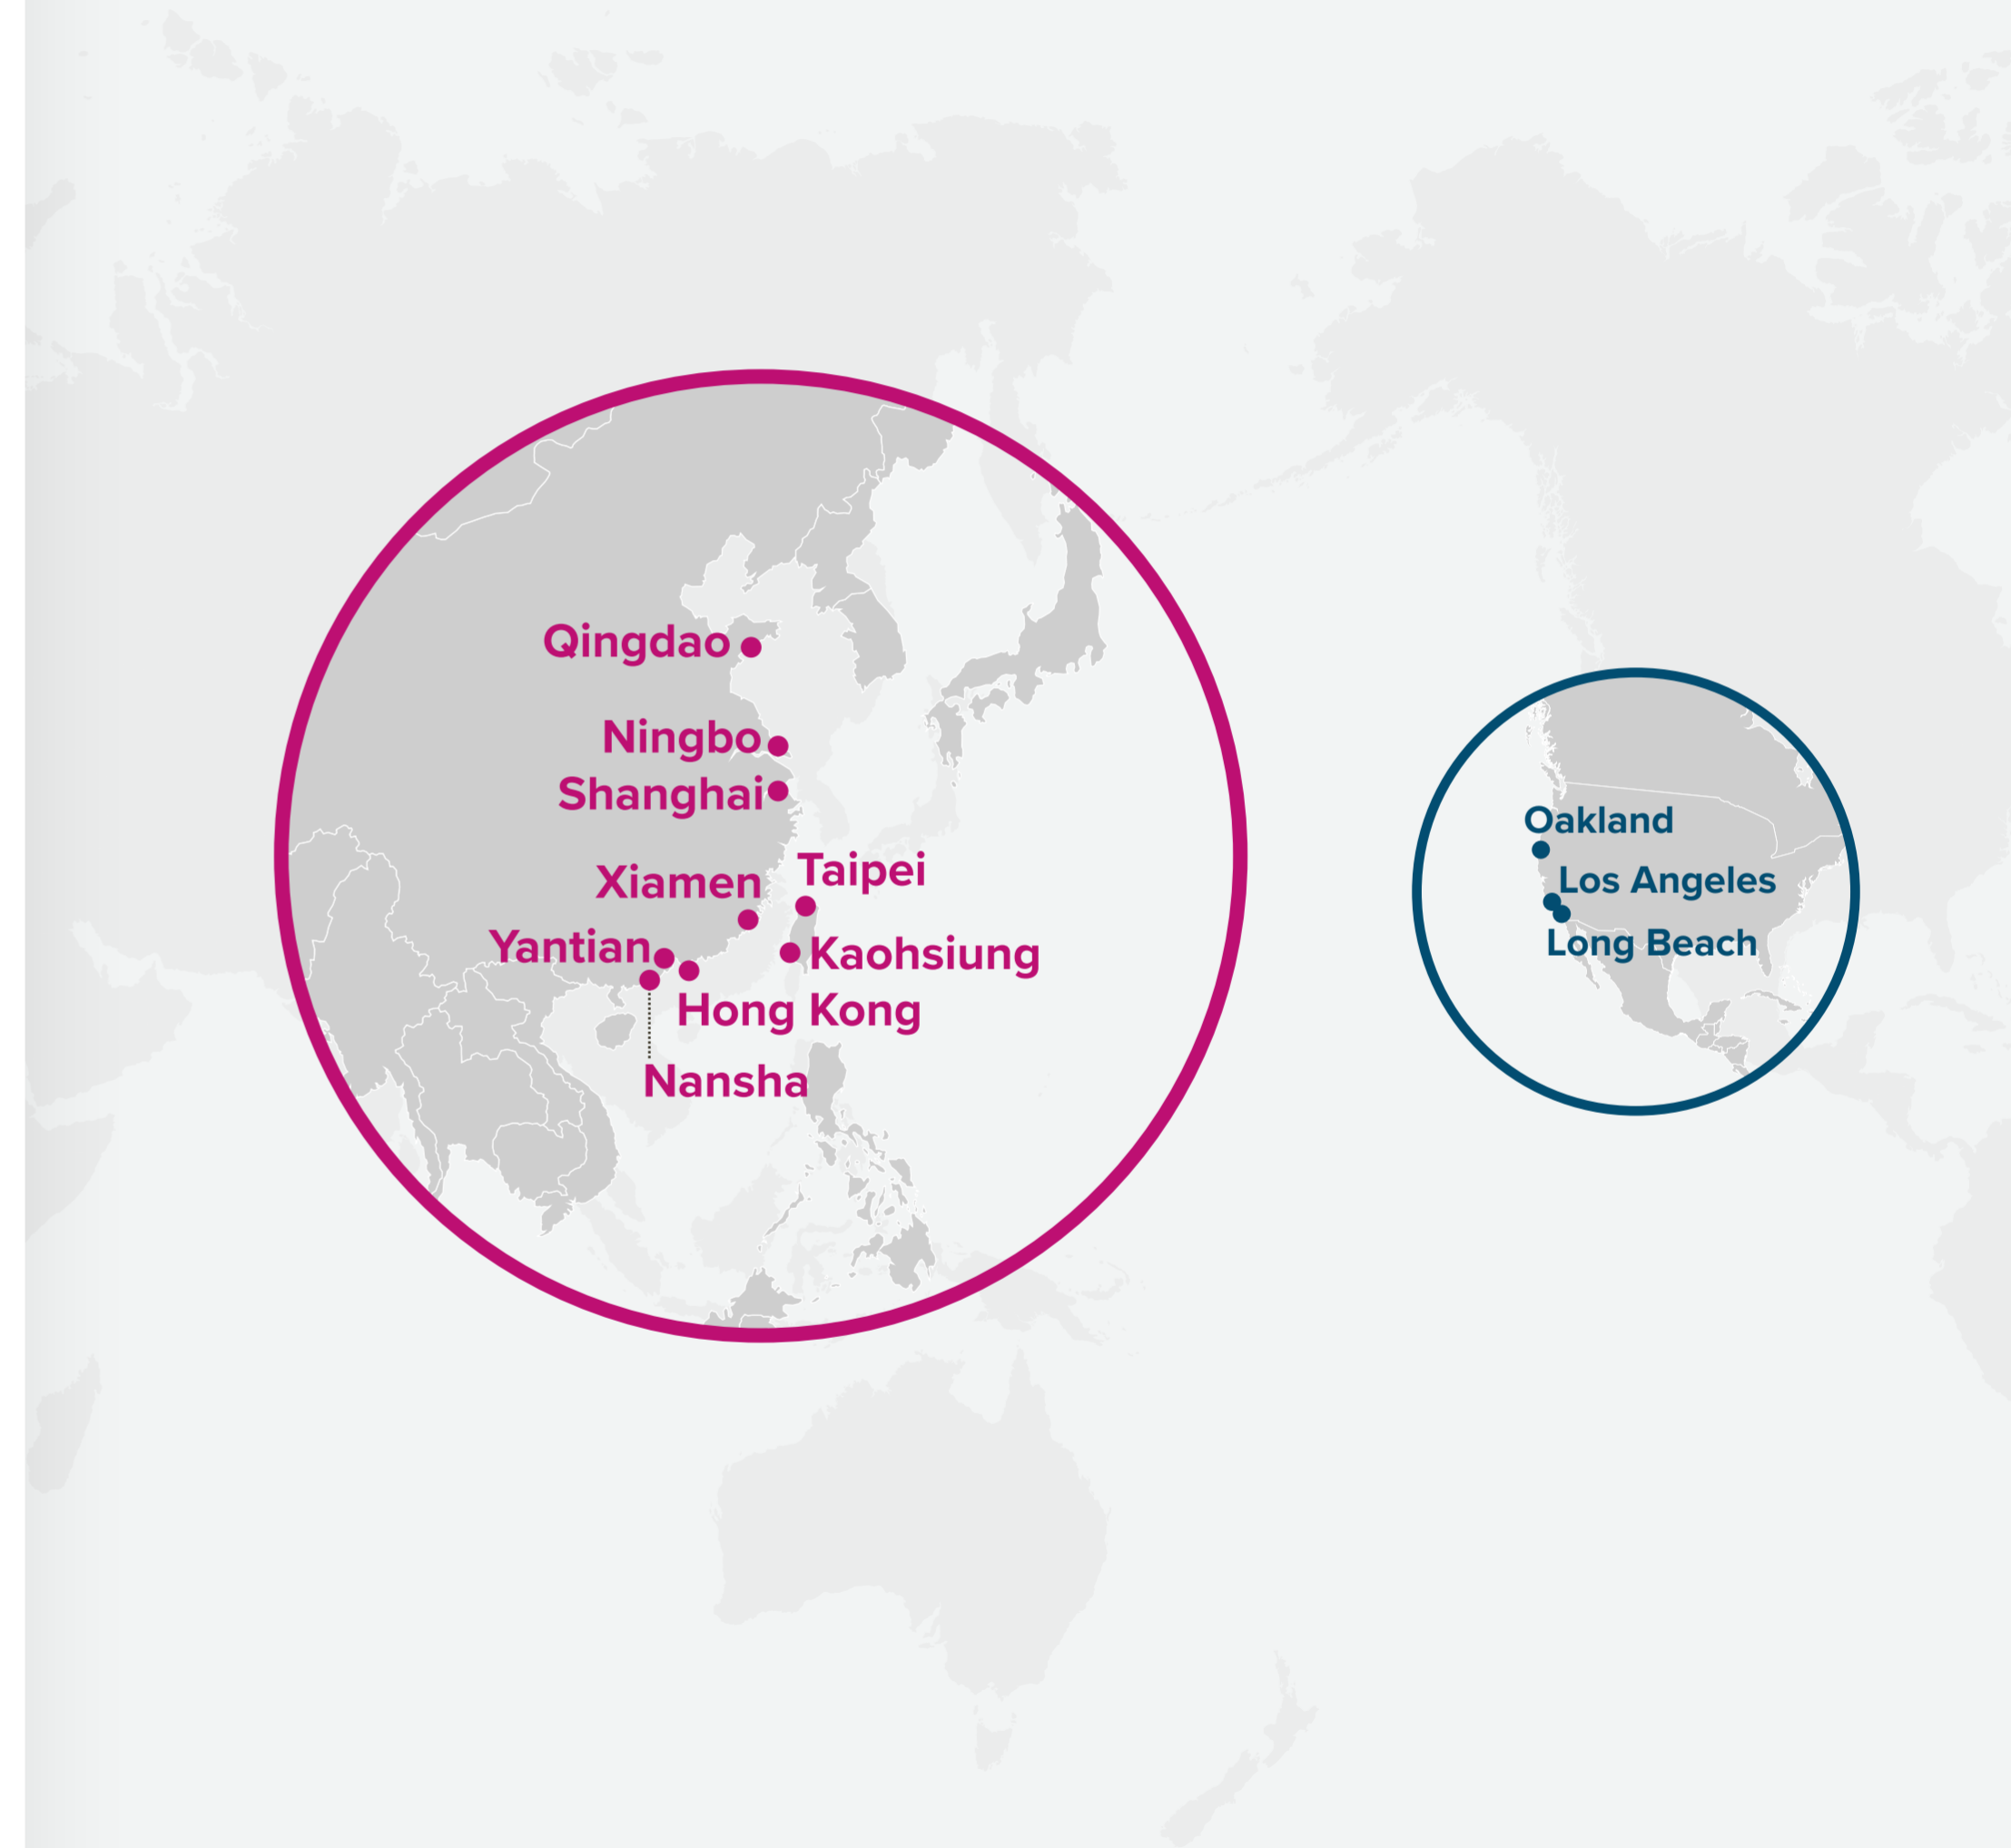 Qingdao
Ningbo
Shanghai
Xiamen
Taipei
Yantian
Kaohsiung
Hong Kong
Nansha
Oakland
Los Angeles
Long Beach